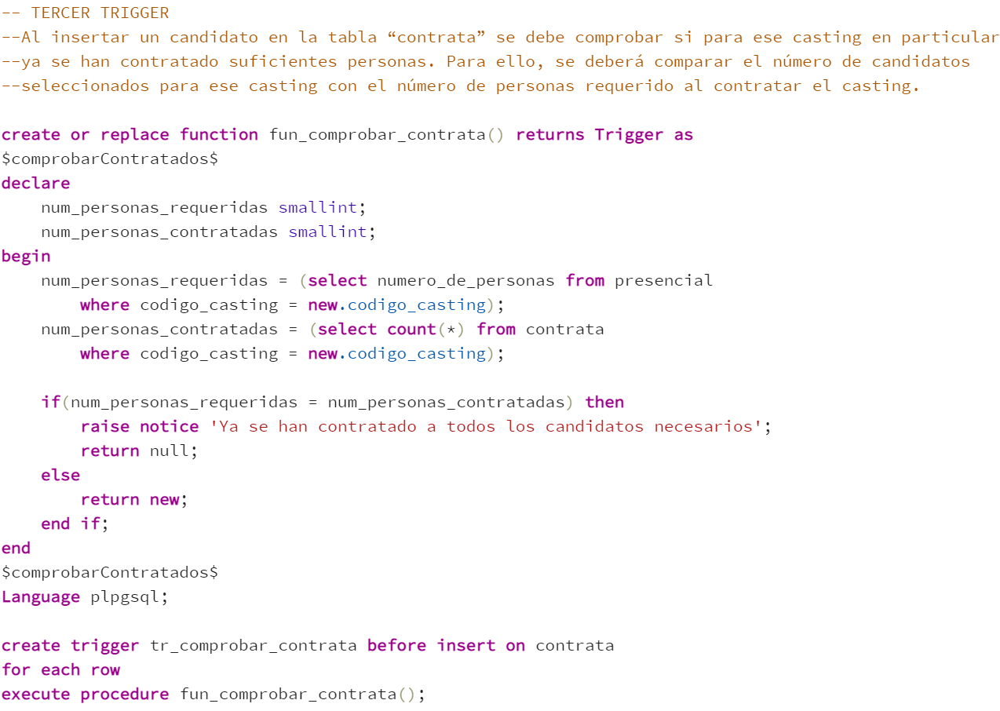 -- TERCER TRIGGER
--Al insertar un candidato en la tabla “contrata” se debe comprobar si para ese casting en particular
--ya se han contratado suficientes personas. Para ello, se deberá comparar el número de candidatos
--seleccionados para ese casting con el número de personas requerido al contratar el casting.

create or replace function fun_comprobar_contrata() returns Trigger as
$comprobarContratados$
declare
    num_personas_requeridas smallint;
    num_personas_contratadas smallint;
begin
    num_personas_requeridas = (select numero_de_personas from presencial
        where codigo_casting = new.codigo_casting);
    num_personas_contratadas = (select count(*) from contrata
        where codigo_casting = new.codigo_casting);

    if(num_personas_requeridas = num_personas_contratadas) then
        raise notice 'Ya se han contratado a todos los candidatos necesarios';
        return null;
    else
        return new;
    end if;
end
$comprobarContratados$
Language plpgsql;

create trigger tr_comprobar_contrata before insert on contrata
for each row
execute procedure fun_comprobar_contrata();